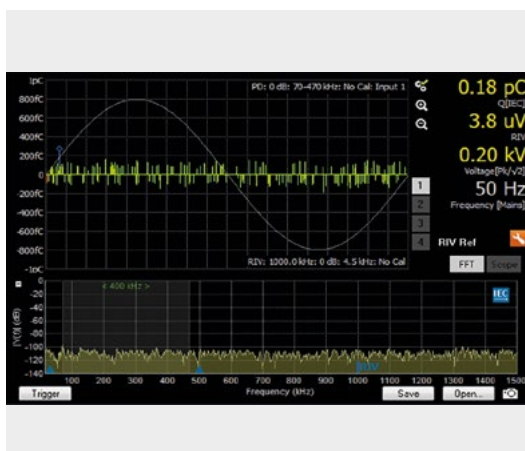 1pC
800fC
600fC
400fC
200fC
0
-200fC
-400fC
-600fC
-800fC
-1pC
PD: 0 dB: 70-470 kHz: No Cal: Input 1
RIV: 1000.0 kHz: 0 dB: 4.5 kHz: No Cal
1
2
3
4
0.18 pC
Q[IEC]
3.8 uV
RIV
0.20 kV
Voltage[Pk/√2]
50 Hz
Frequency [Mains]
RIV Ref
FFT
Scope
IEC
< 400 kHz >
|Y(f)| (dB)
-20
-40
-60
-80
-100
-120
-140
RIV
100 200 300 400 500 600 700 800 900 1000 1100 1200 1300 1400 1500
Frequency (kHz)
Trigger
Save
Open...